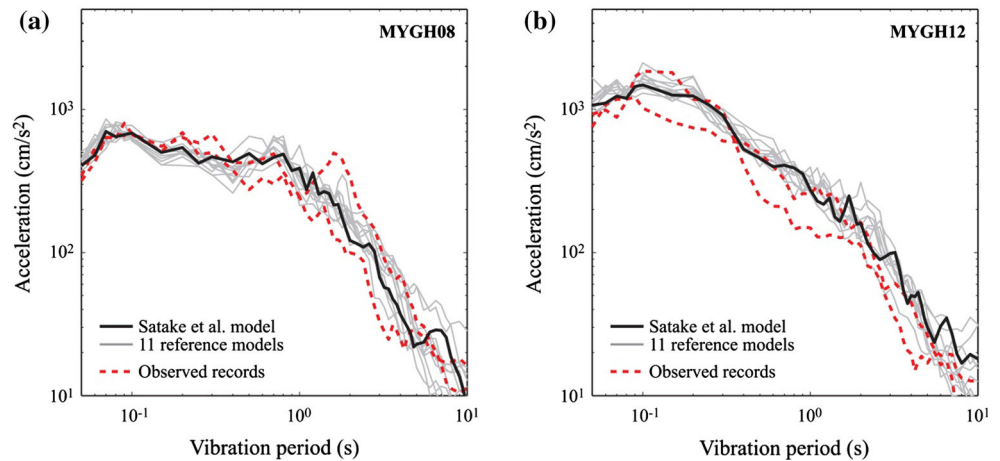 (a)
MYGH08
Acceleration (cm/s²)
10³
10²
10¹
Satake et al. model
11 reference models
Observed records
10⁻¹
10⁰
10¹
Vibration period (s)
(b)
MYGH12
Acceleration (cm/s²)
10³
10²
10¹
Satake et al. model
11 reference models
Observed records
10⁻¹
10⁰
10¹
Vibration period (s)